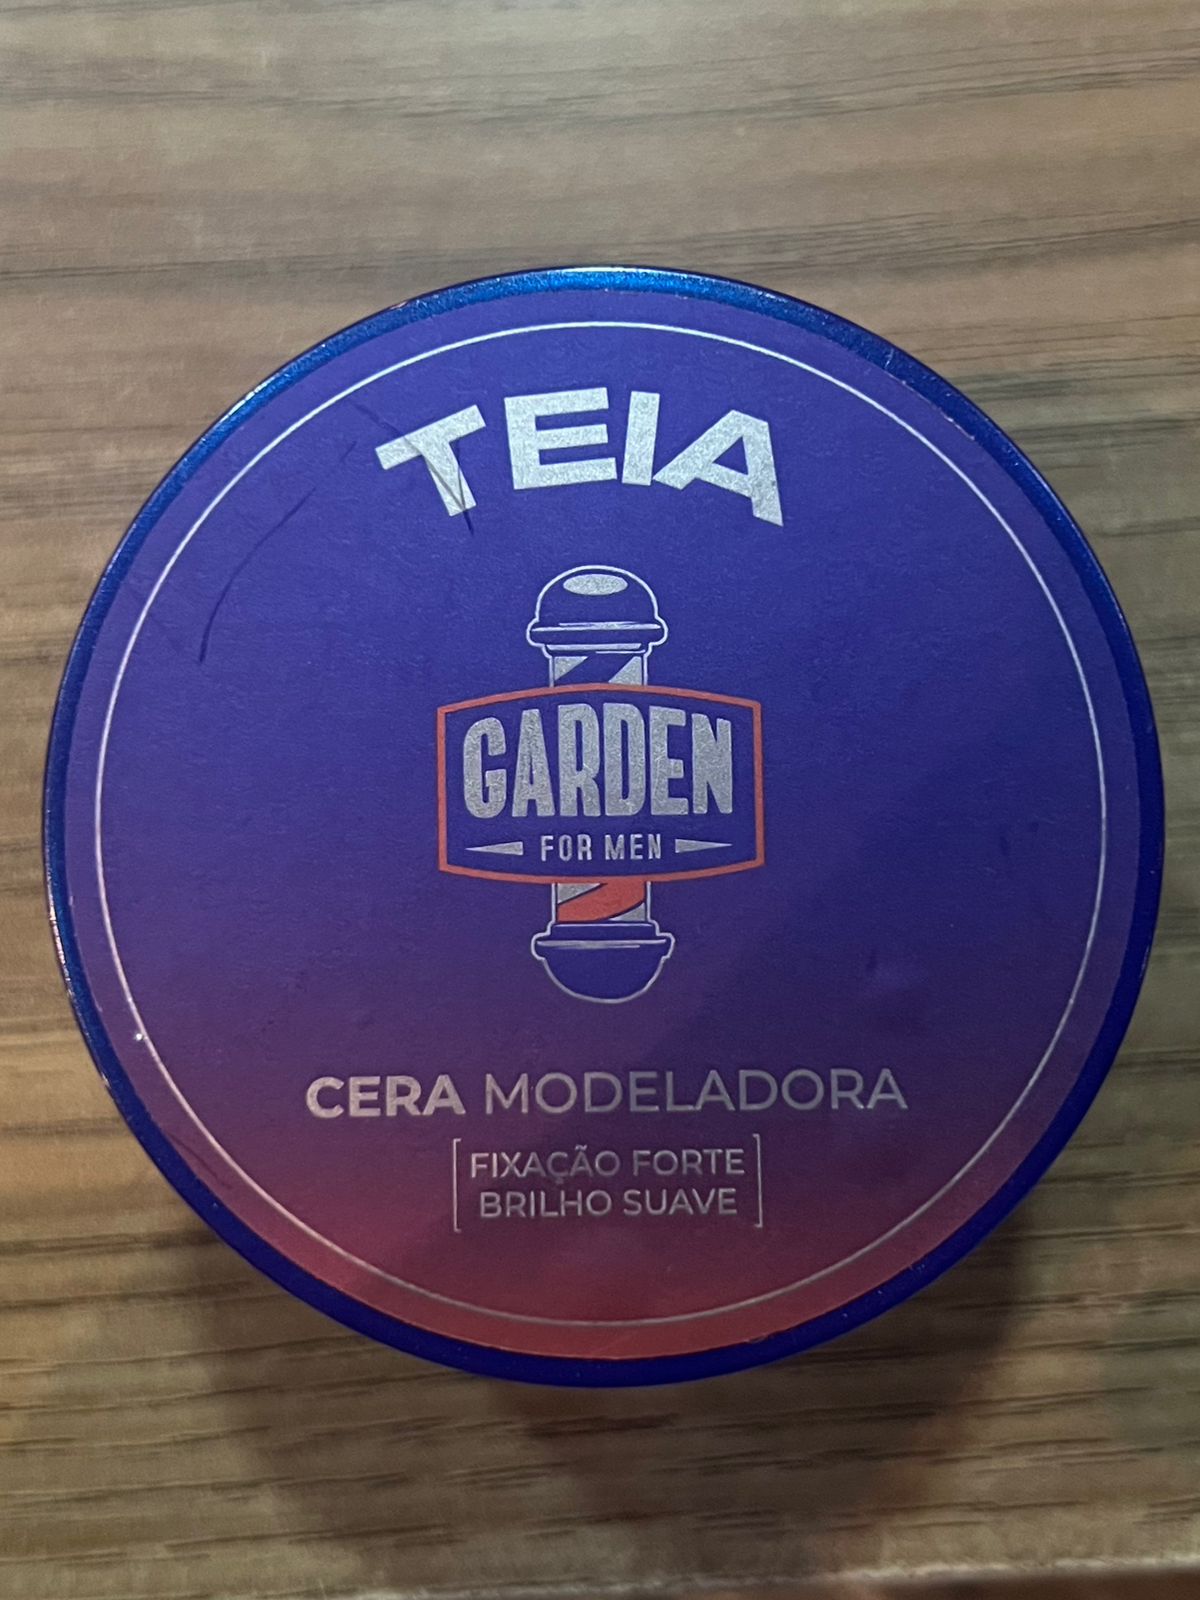 TEIA
GARDEN
FOR MEN
CERA MODELADORA
FIXAÇÃO FORTE
BRILHO SUAVE